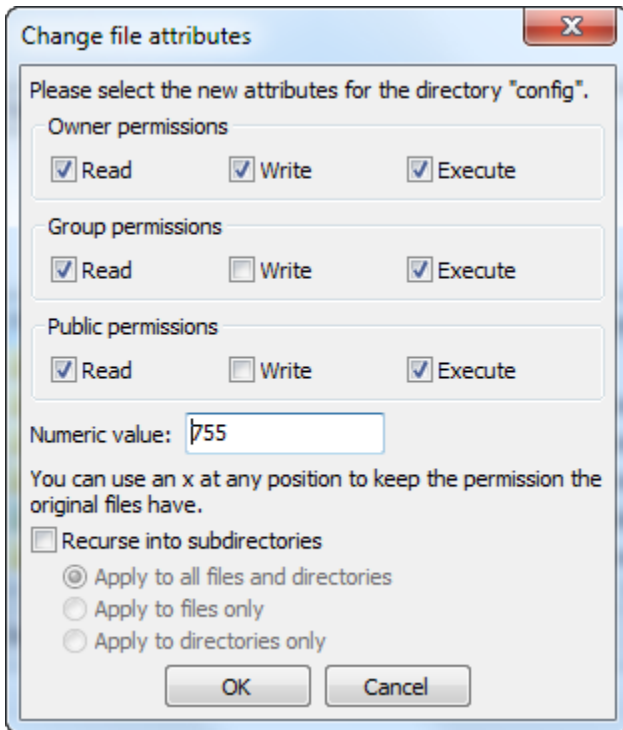 Change file attributes
Please select the new attributes for the directory "config".
Owner permissions
Read Write Execute
Group permissions
Read Write Execute
Public permissions
Read Write Execute
Numeric value: 755
You can use an x at any position to keep the permission the
original files have.
Recurse into subdirectories
Apply to all files and directories
Apply to files only
Apply to directories only
OK Cancel